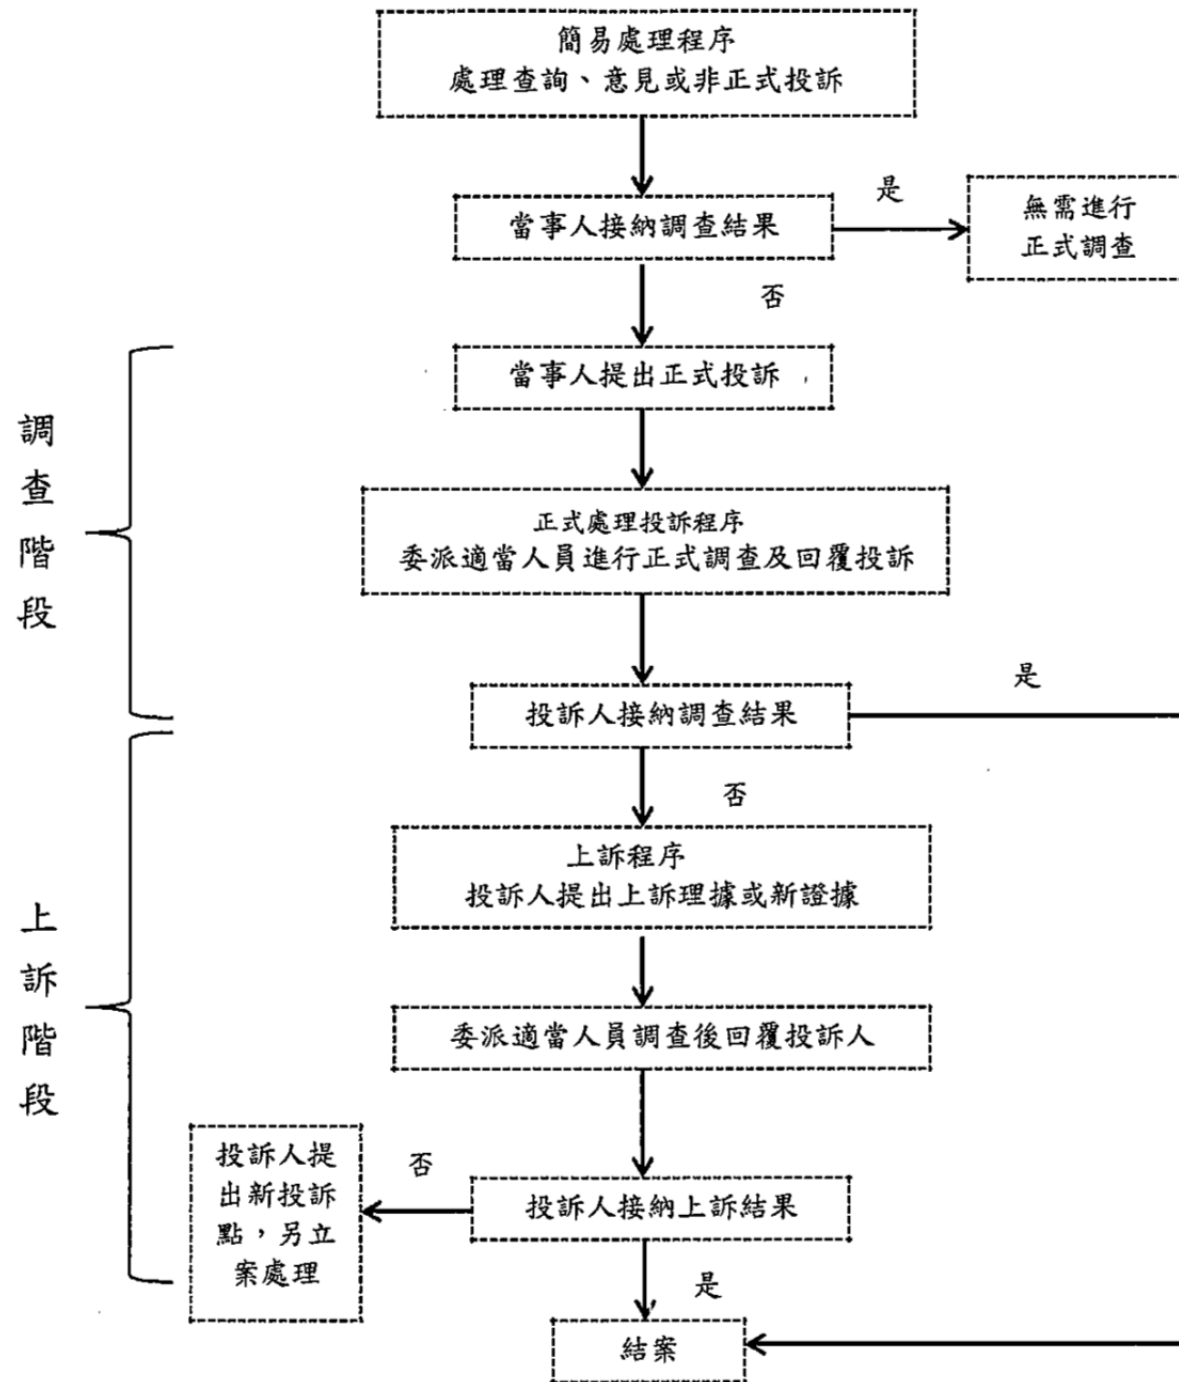 簡易處理程序
處理查詢、意見或非正式投訴
當事人接納調查結果
是
無需進行
正式調查
否
當事人提出正式投訴
調查階段
正式處理投訴程序
委派適當人員進行正式調查及回覆投訴
投訴人接納調查結果
是
否
上訴程序
投訴人提出上訴理據或新證據
上訴階段
委派適當人員調查後回覆投訴人
投訴人接納上訴結果
否
投訴人提
出新投訴
點，另立
案處理
是
結案